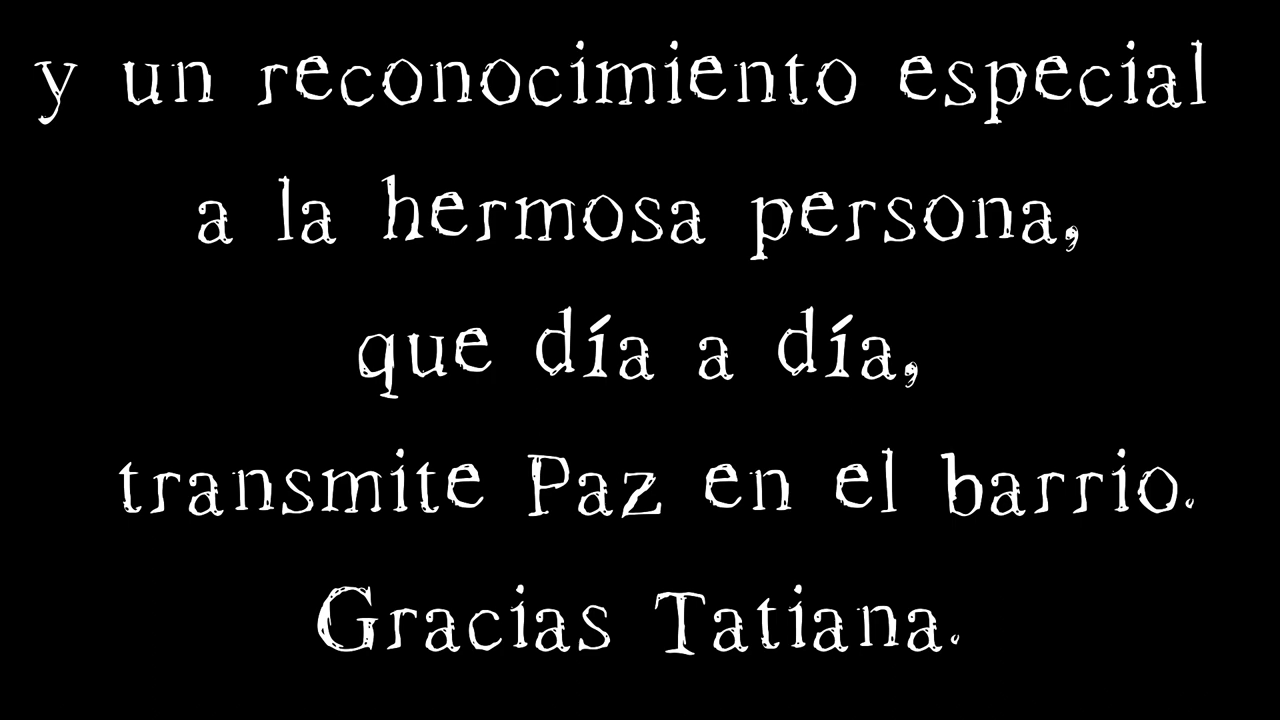 y un reconocimiento especial
a la hermosa persona,
que día a día,
transmite Paz en el barrio.
Gracias Tatiana.